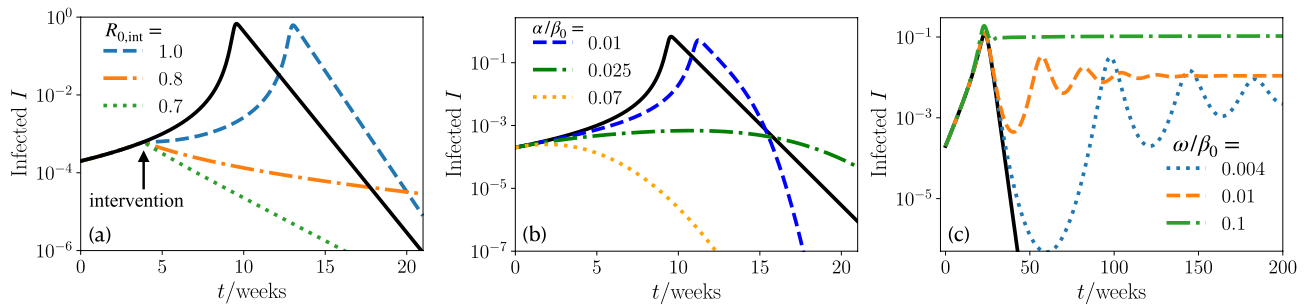 Infected I
10⁰
10⁻²
10⁻⁴
10⁻⁶
R₀,int =
1.0
0.8
0.7
intervention
(a)
0 5 10 15 20
t/weeks
Infected I
10¹
10⁻¹
10⁻³
10⁻⁵
10⁻⁷
α/β₀ =
0.01
0.025
0.07
(b)
0 5 10 15 20
t/weeks
Infected I
10⁻¹
10⁻³
10⁻⁵
ω/β₀ =
0.004
0.01
0.1
(c)
0 50 100 150 200
t/weeks